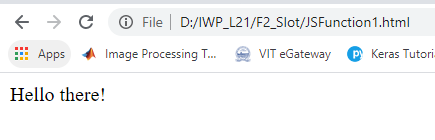 File | D:/IWP_L21/F2_Slot/JSFunction1.html
Apps Image Processing T... VIT eGateway Keras Tutori
Hello there!